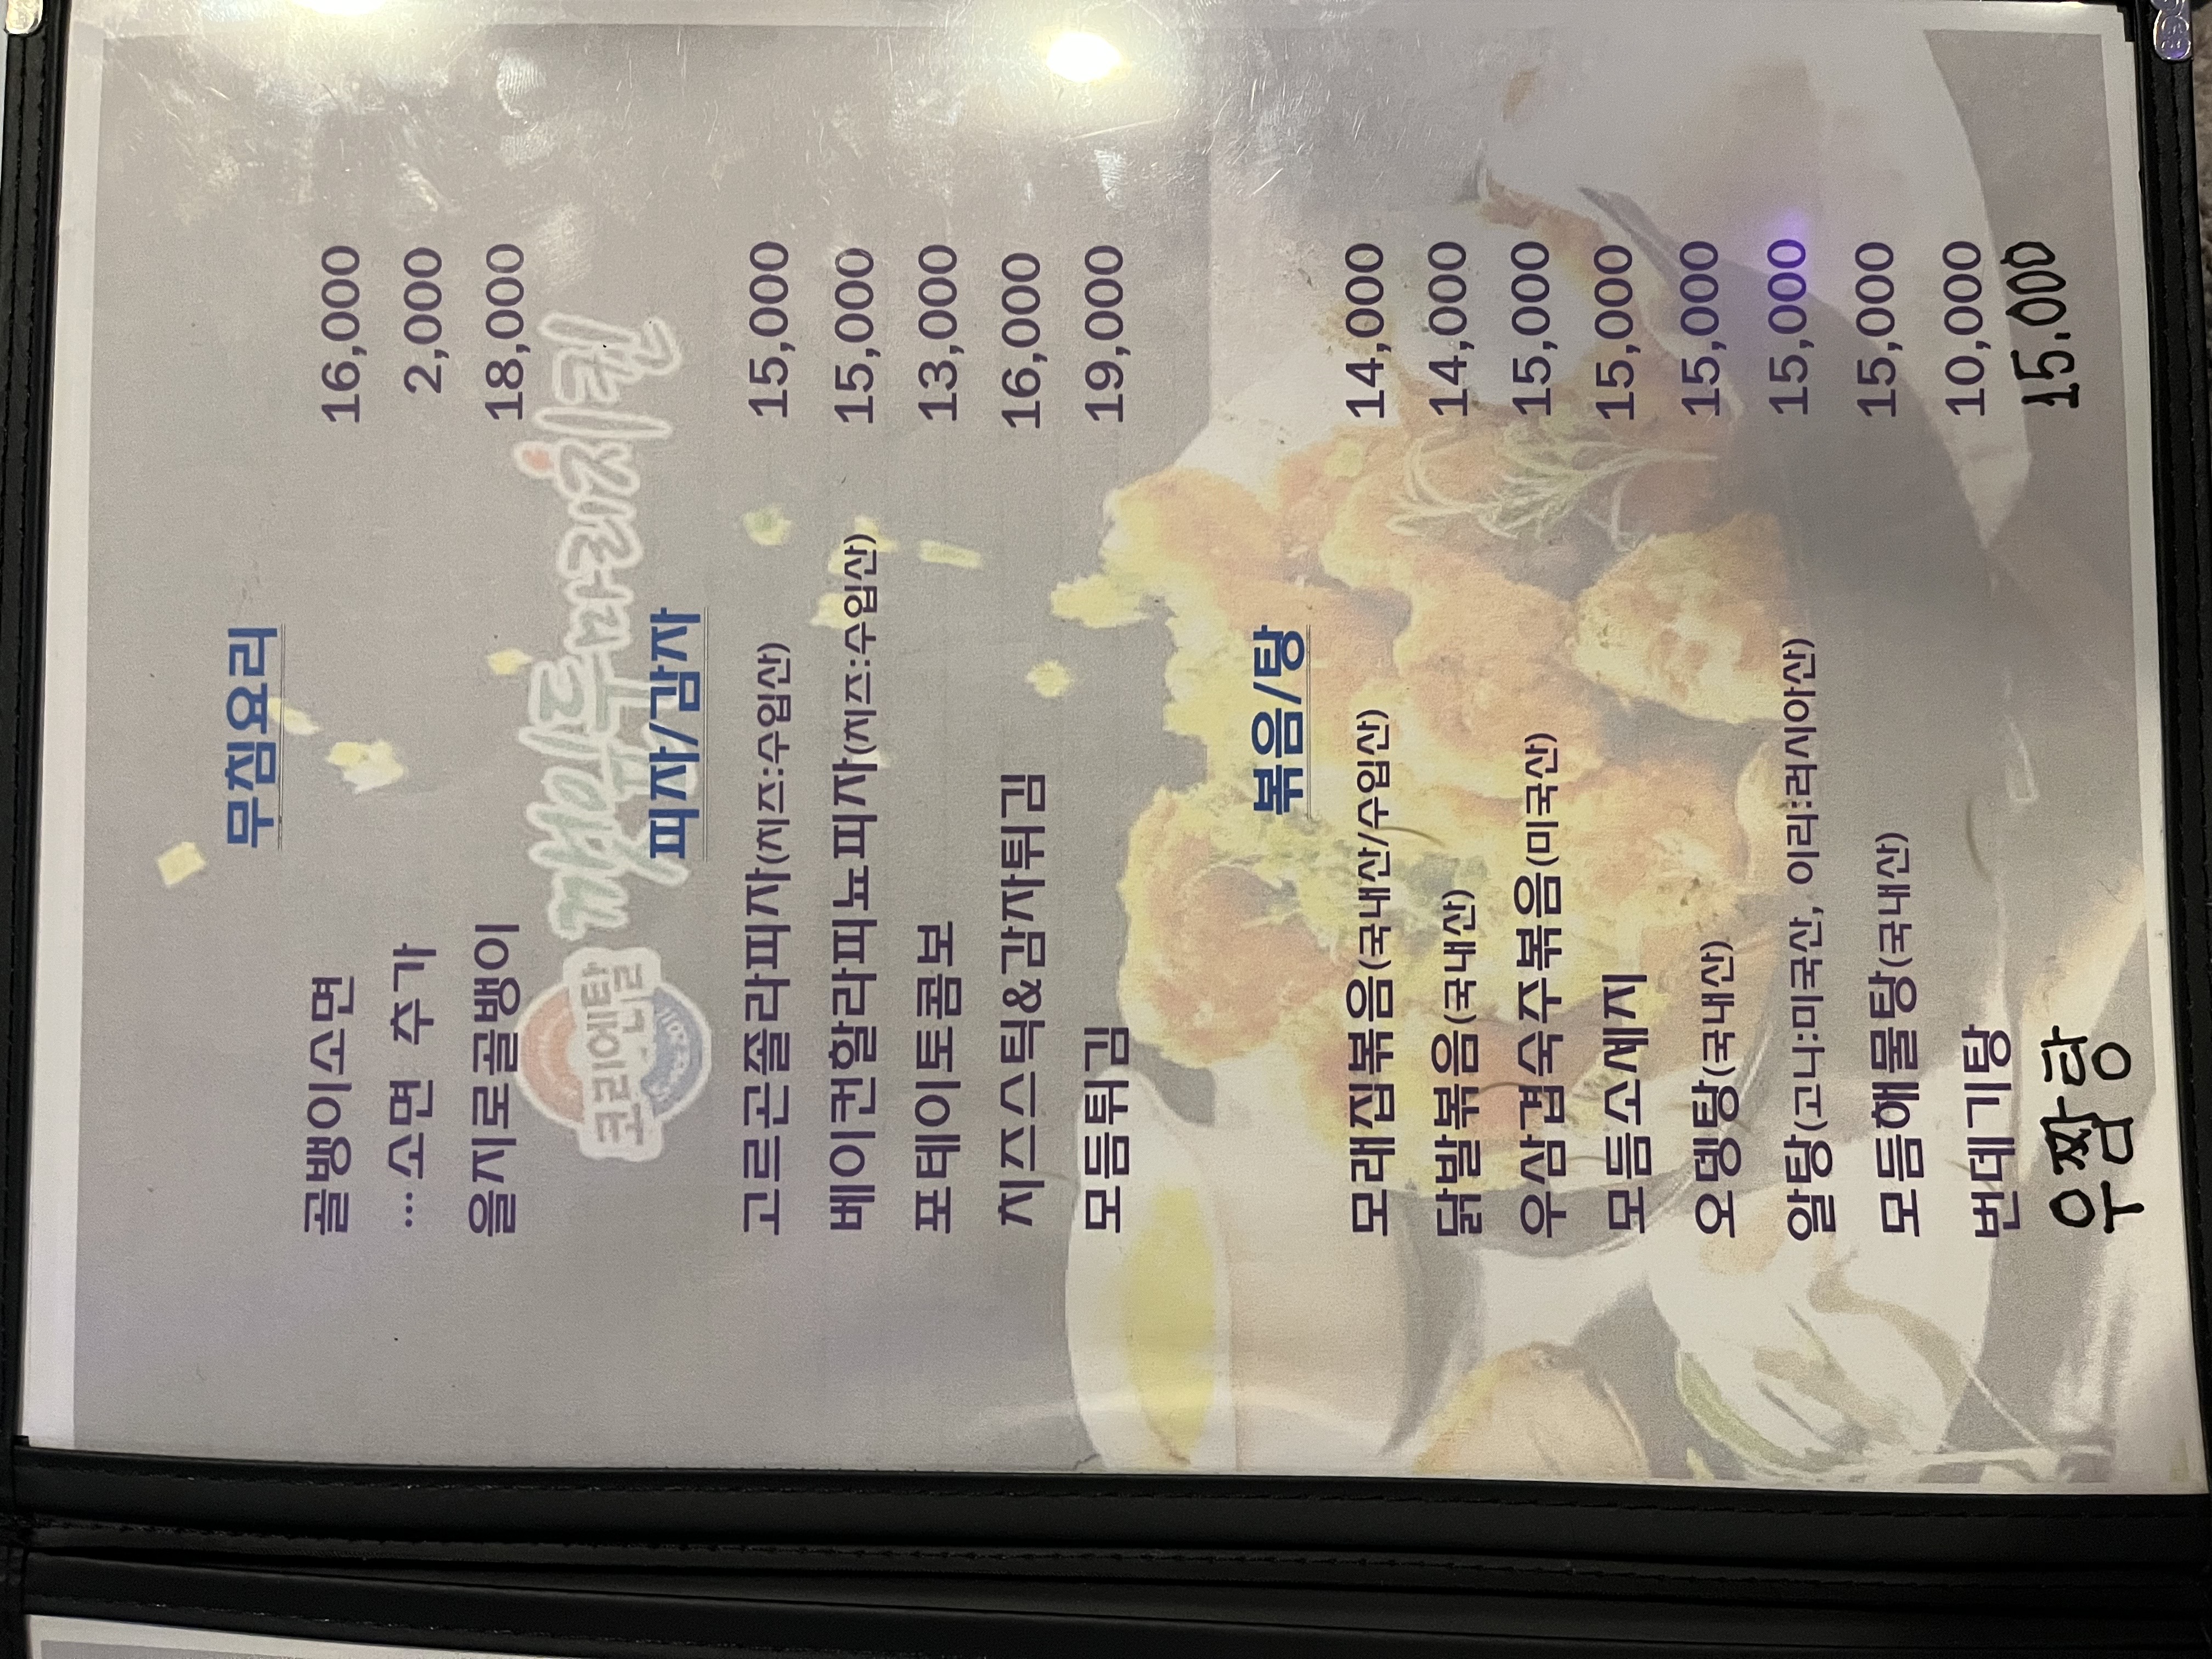 무침요리
골뱅이소면 16,000
…소면 추가 2,000
을지로골뱅이 18,000
코리엔탈 깻잎두마리치킨
Since 2011
피자/감자
고르곤졸라피자(치즈:수입산) 15,000
베이컨할라피뇨피자(치즈:수입산) 15,000
포테이토콤보 13,000
치즈스틱&감자튀김 16,000
모듬튀김 19,000
볶음/탕
모래집볶음(국내산/수입산) 14,000
닭발볶음(국내산) 14,000
우삼겹숙주볶음(미국산) 15,000
모듬소세지 15,000
오뎅탕(국내산) 15,000
알탕(고니:미국산, 이리:러시아산) 15,000
모듬해물탕(국내산) 15,000
번데기탕 10,000
우짬탕 15.000